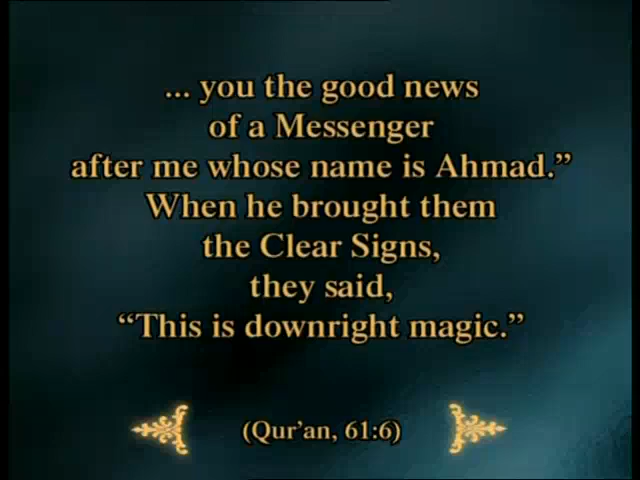 ... you the good news
of a Messenger
after me whose name is Ahmad.”
When he brought them
the Clear Signs,
they said,
“This is downright magic.”
(Qur’an, 61:6)